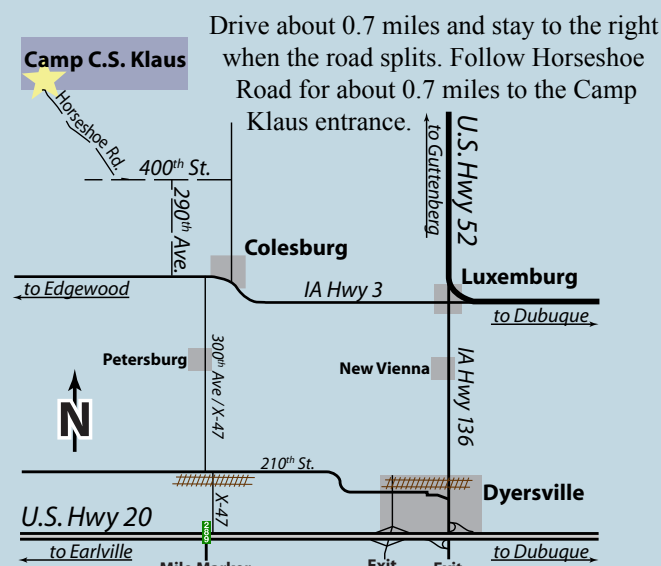 Drive about 0.7 miles and stay to the right
when the road splits. Follow Horseshoe
Road for about 0.7 miles to the Camp
Klaus entrance.
Camp C.S. Klaus
Horseshoe Rd.
400th St.
290th Ave.
to Guttenberg
U.S. Hwy 52
Colesburg
Luxemburg
to Edgewood
IA Hwy 3
to Dubuque
Petersburg
300th Ave / X-47
New Vienna
IA Hwy 136
N
210th St.
X-47
Dyersville
U.S. Hwy 20
to Earlville
Mile Marker
Exit
Exit
to Dubuque